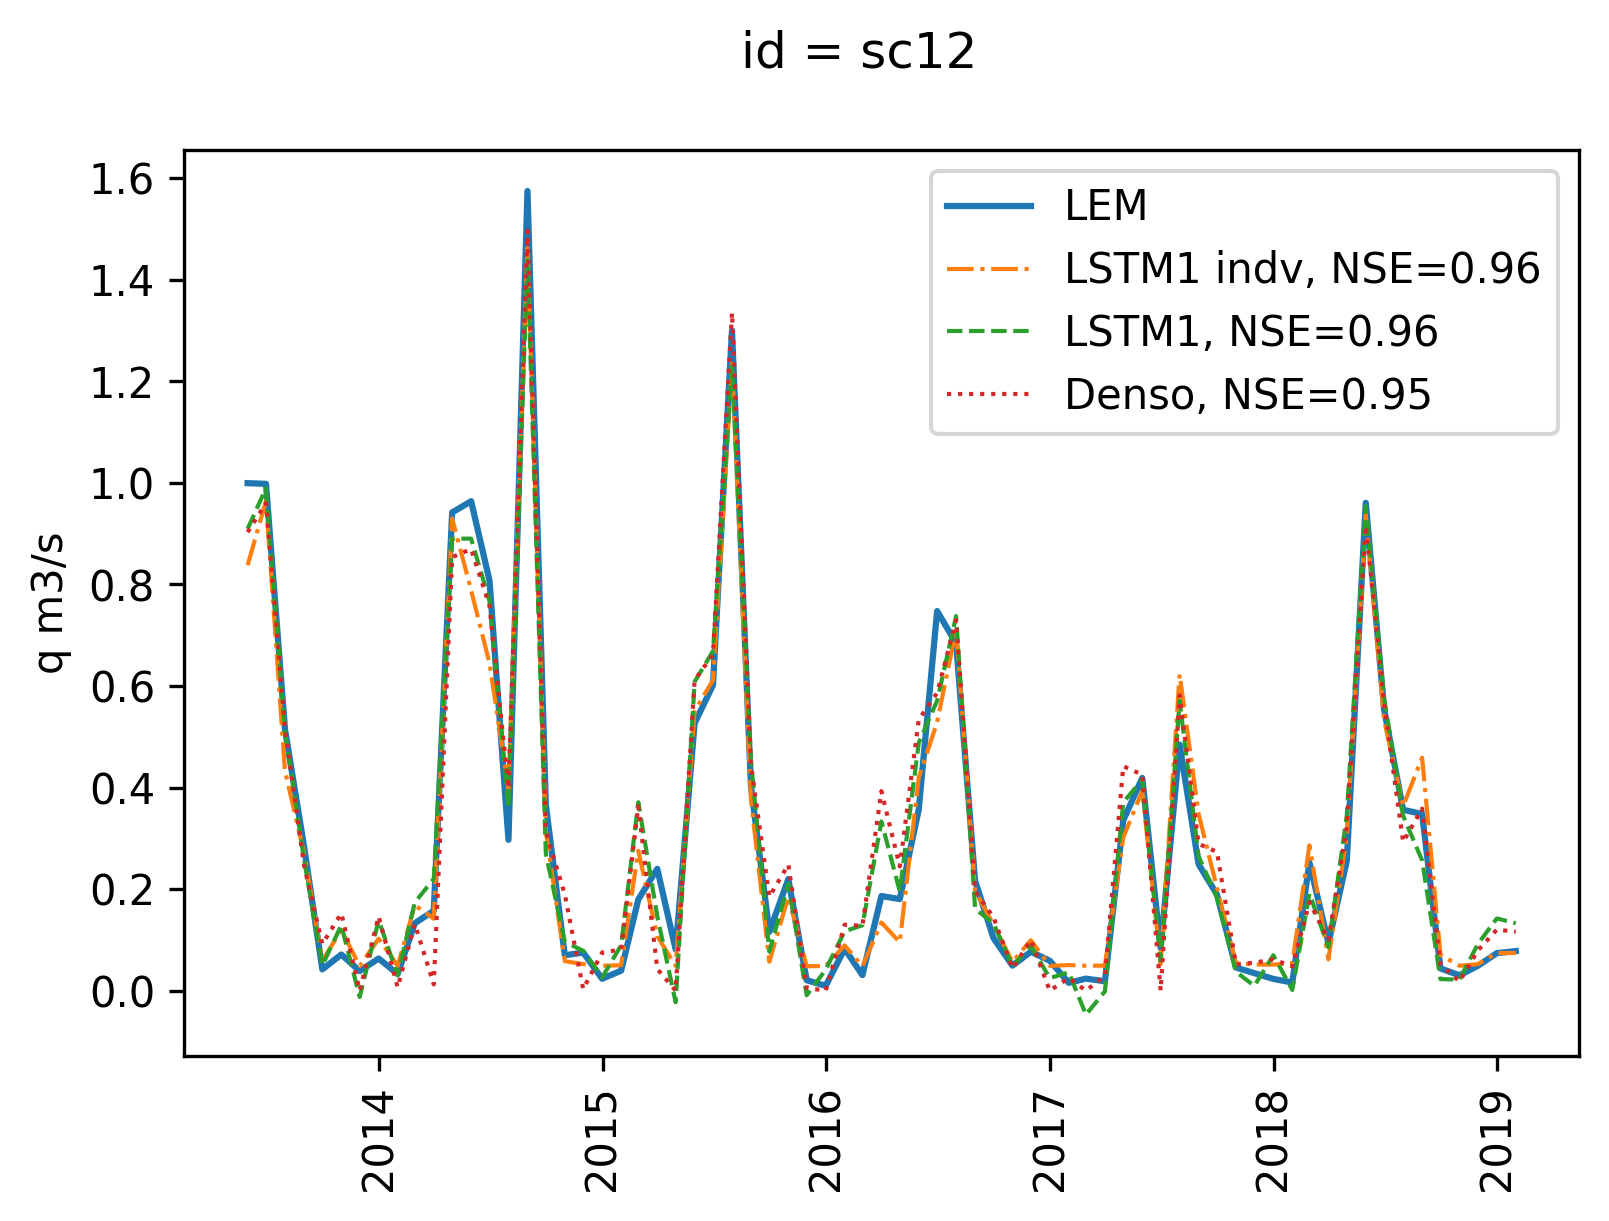 id = sc12
1.6
1.4
1.2
1.0
0.8
0.6
0.4
0.2
0.0
q m3/s
LEM
LSTM1 indv, NSE=0.96
LSTM1, NSE=0.96
Denso, NSE=0.95
2014
2015
2016
2017
2018
2019